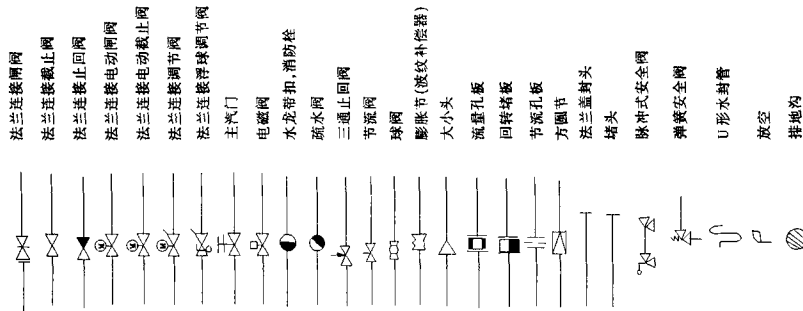 法兰连接闸阀
法兰连接截止阀
法兰连接止回阀
法兰连接电动闸阀
法兰连接电动截止阀
法兰连接调节阀
法兰连接浮球调节阀
主汽门
电磁阀
水龙带扣,消防栓
疏水阀
三通止回阀
节流阀
球阀
膨胀节(波纹补偿器)
大小头
流量孔板
回转堵板
节流孔板
方圆节
法兰盖封头
堵头
脉冲式安全阀
弹簧安全阀
U形水封管
放空
排地沟